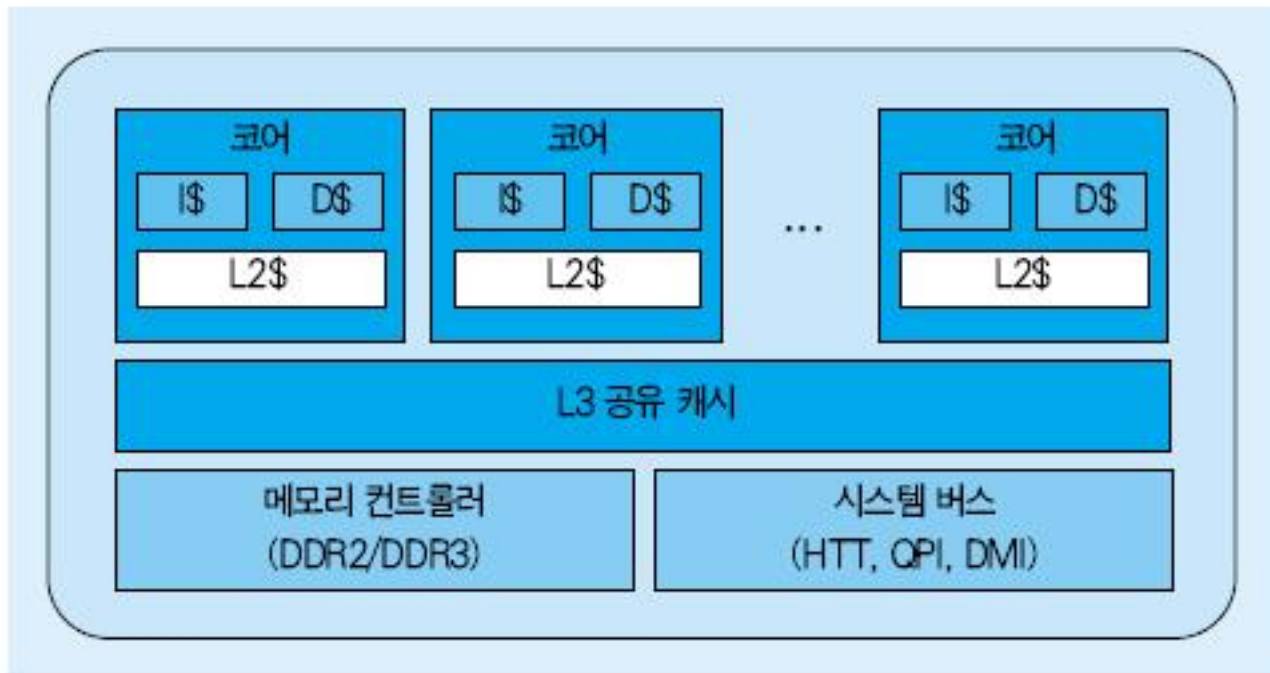 코어
I$ D$
L2$
코어
I$ D$
L2$
...
코어
I$ D$
L2$
L3 공유 캐시
메모리 컨트롤러
(DDR2/DDR3)
시스템 버스
(HTT, QPI, DMI)